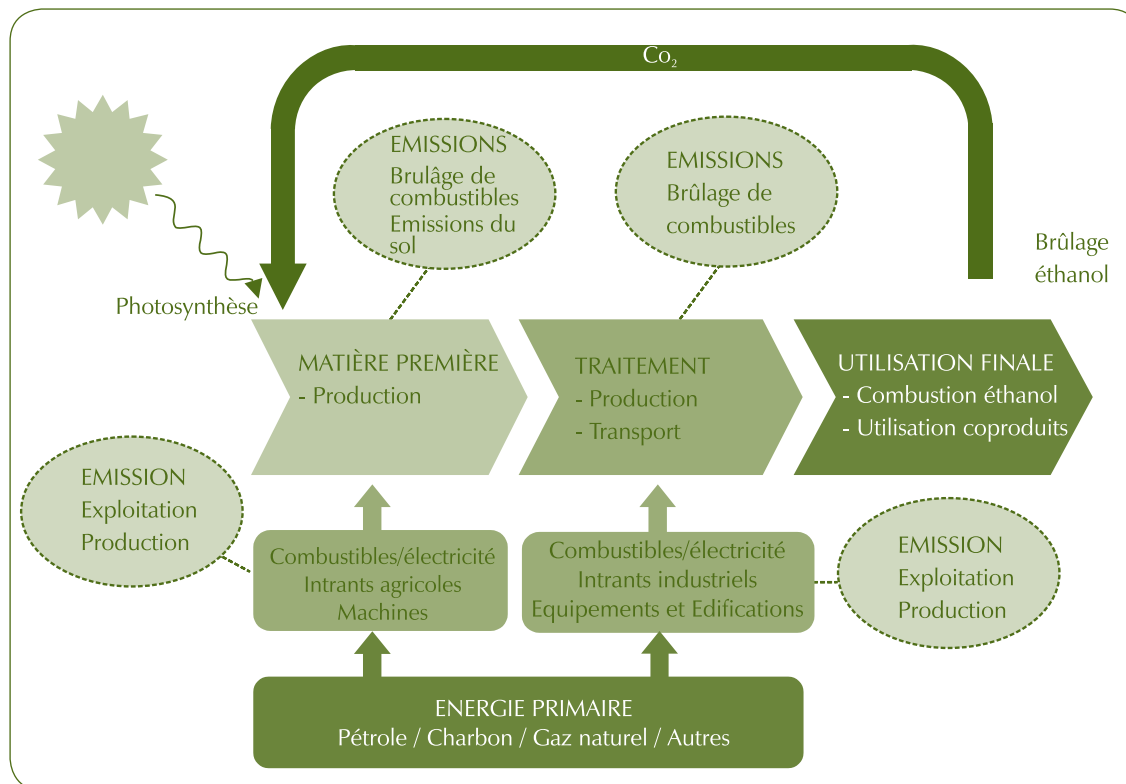 Co2
EMISSIONS
Brulâge de
combustibles
Emissions du
sol
EMISSIONS
Brûlage de
combustibles
Brûlage
éthanol
Photosynthèse
MATIÈRE PREMIÈRE
- Production
TRAITEMENT
- Production
- Transport
UTILISATION FINALE
- Combustion éthanol
- Utilisation coproduits
EMISSION
Exploitation
Production
Combustibles/électricité
Intrants agricoles
Machines
Combustibles/électricité
Intrants industriels
Equipements et Edifications
EMISSION
Exploitation
Production
ENERGIE PRIMAIRE
Pétrole / Charbon / Gaz naturel / Autres